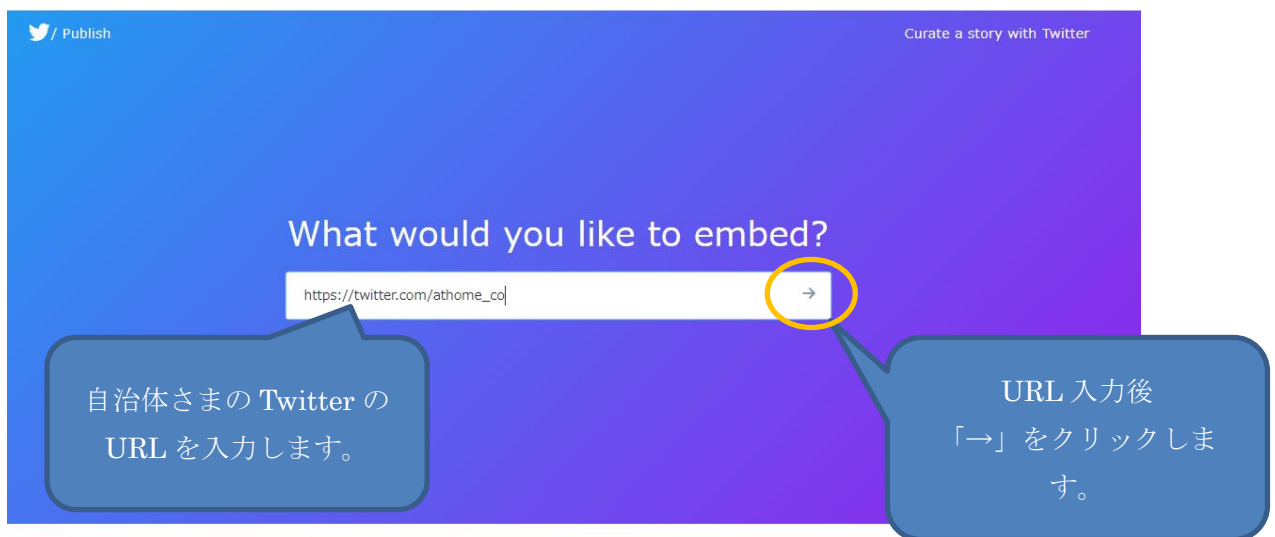 / Publish
Curate a story with Twitter
What would you like to embed?
https://twitter.com/athome_co
→
自治体さまの Twitter の
URL を入力します。
URL 入力後
「→」をクリックしま
す。